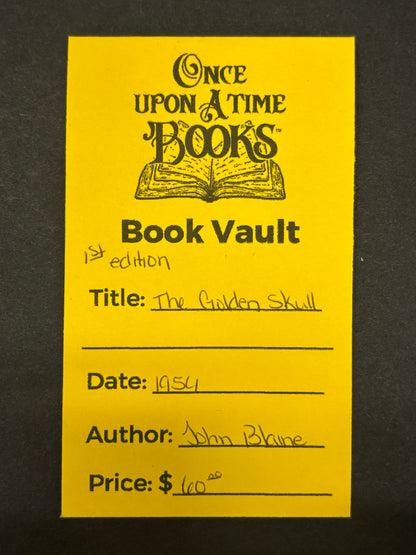 ONCE
UPON A TIME
BOOKS™
Book Vault
1st edition
Title: The Golden Skull
Date: 1954
Author: John Blaine
Price: $ 60.00